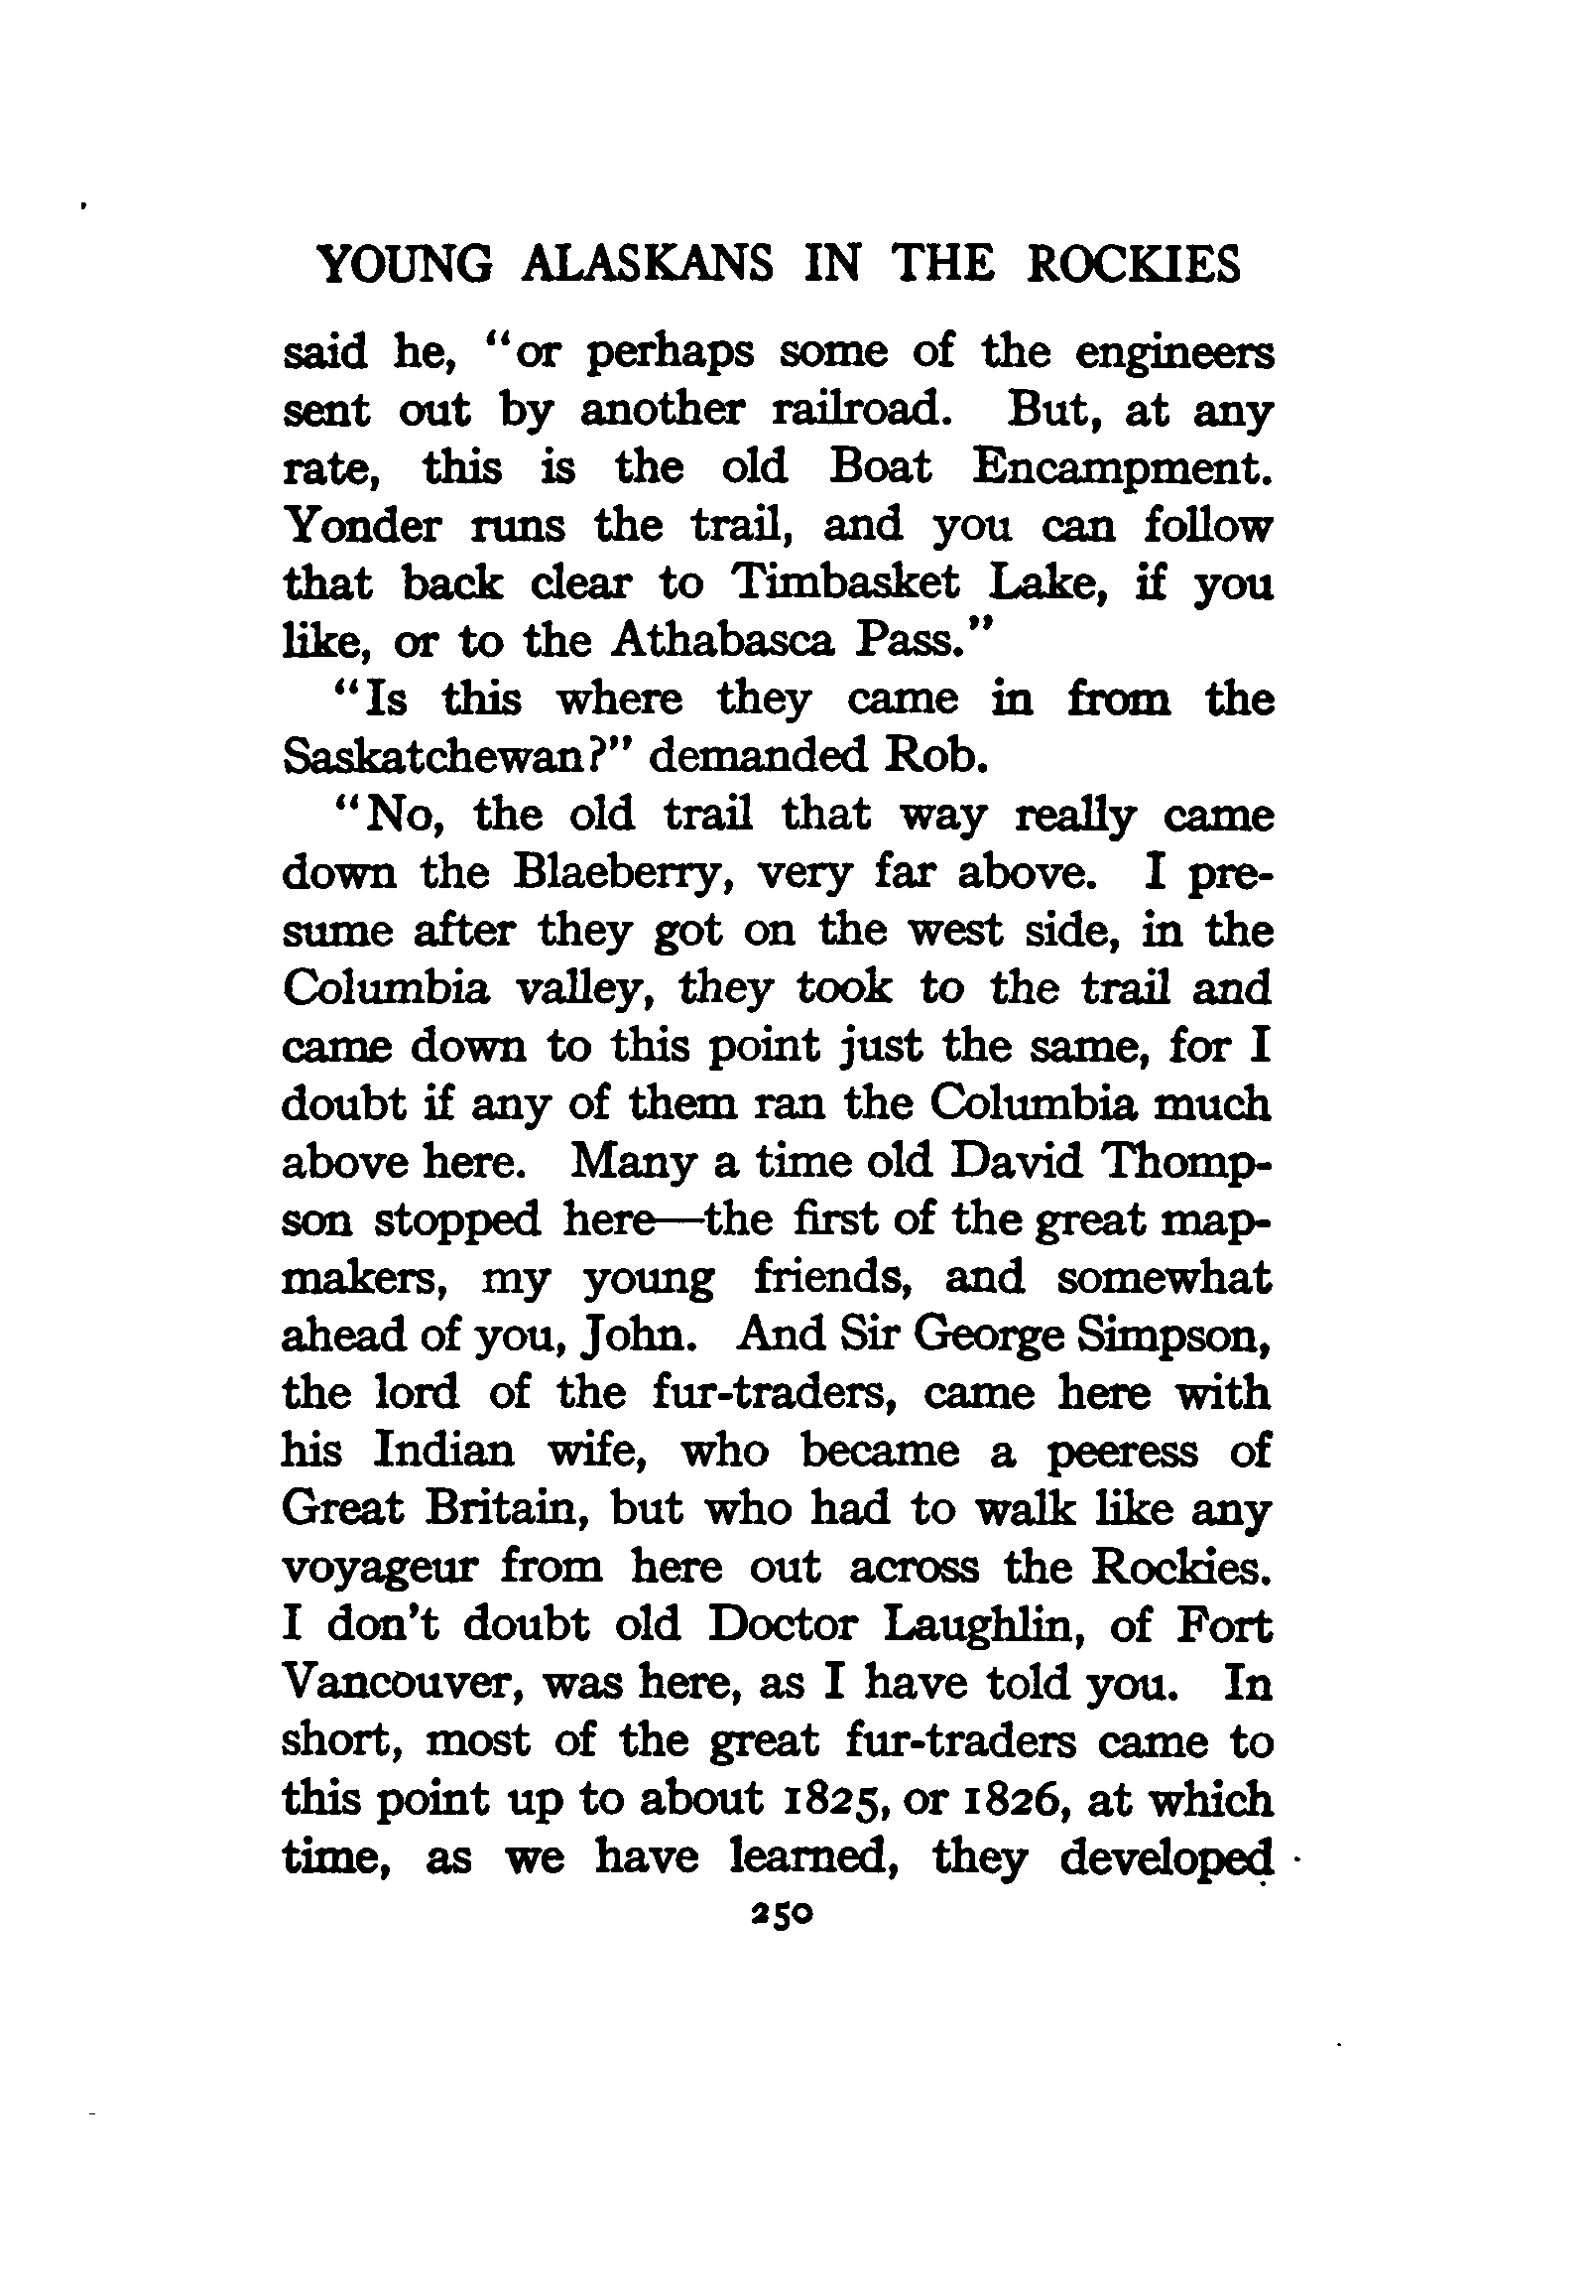 YOUNG ALASKANS IN THE ROCKIES
said he, "or perhaps some of the engineers
sent out by another railroad. But, at any
rate, this is the old Boat Encampment.
Yonder runs the trail, and you can follow
that back clear to Timbasket Lake, if you
like, or to the Athabasca Pass."
"Is this where they came in from the
Saskatchewan?" demanded Rob.
"No, the old trail that way really came
down the Blaeberry, very far above. I pre-
sume after they got on the west side, in the
Columbia valley, they took to the trail and
came down to this point just the same, for I
doubt if any of them ran the Columbia much
above here. Many a time old David Thomp-
son stopped here—the first of the great map-
makers, my young friends, and somewhat
ahead of you, John. And Sir George Simpson,
the lord of the fur-traders, came here with
his Indian wife, who became a peeress of
Great Britain, but who had to walk like any
voyageur from here out across the Rockies.
I don't doubt old Doctor Laughlin, of Fort
Vancouver, was here, as I have told you. In
short, most of the great fur-traders came to
this point up to about 1825, or 1826, at which
time, as we have learned, they developed
250